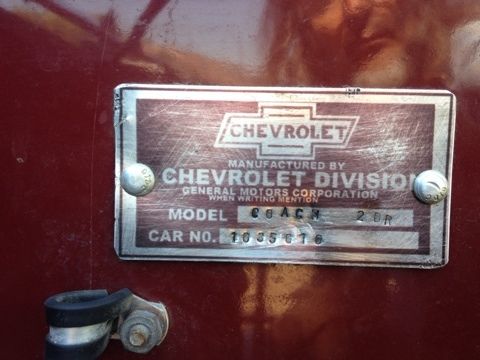 CHEVROLET
MANUFACTURED BY
CHEVROLET DIVISION
GENERAL MOTORS CORPORATION
WHEN WRITING MENTION
MODEL COACH 2DR
CAR NO.